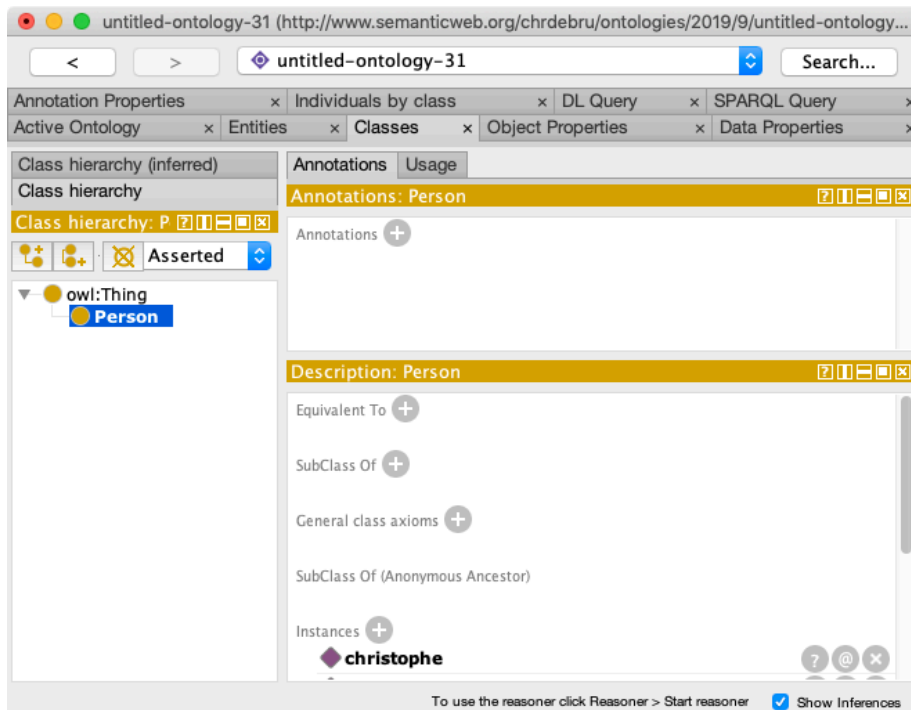 untitled-ontology-31 (http://www.semanticweb.org/chrdebru/ontologies/2019/9/untitled-ontology...
< > untitled-ontology-31 Search...
Annotation Properties × Individuals by class × DL Query × SPARQL Query ×
Active Ontology × Entities × Classes × Object Properties × Data Properties ×
Class hierarchy (inferred)
Class hierarchy
Class hierarchy: P
Asserted
owl:Thing
Person
Annotations Usage
Annotations: Person
Annotations
Description: Person
Equivalent To
SubClass Of
General class axioms
SubClass Of (Anonymous Ancestor)
Instances
christophe
To use the reasoner click Reasoner > Start reasoner Show Inferences